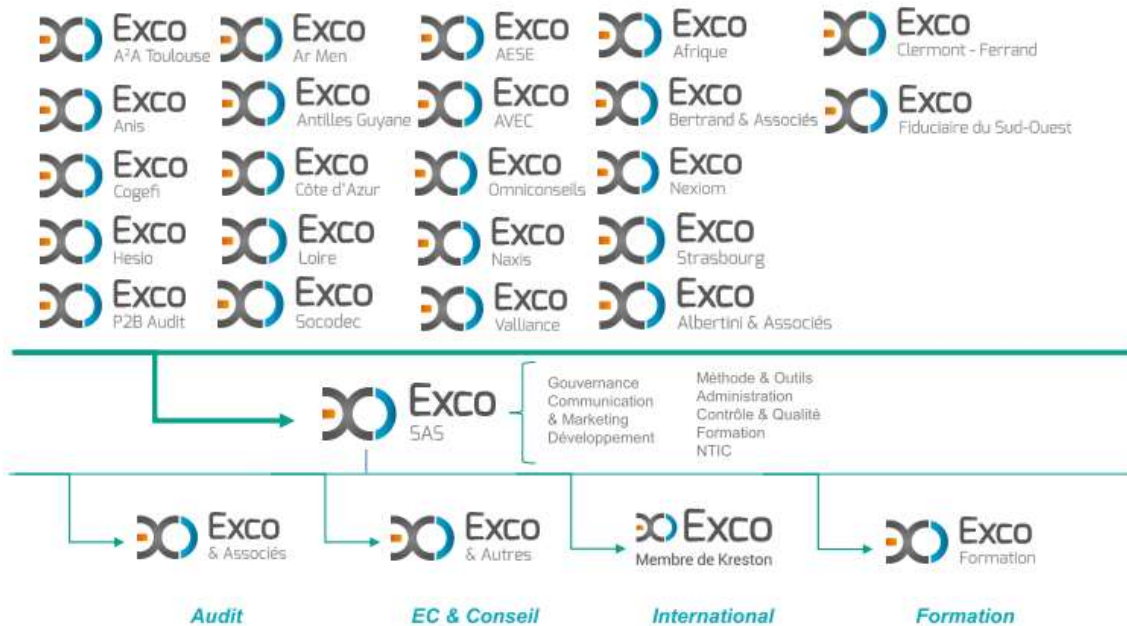 Exco
A²A Toulouse
Exco
Ar Men
Exco
AESE
Exco
Afrique
Exco
Clermont - Ferrand
Exco
Anis
Exco
Antilles Guyane
Exco
AVEC
Exco
Bertrand & Associés
Exco
Fiduciaire du Sud-Ouest
Exco
Cogefi
Exco
Côte d'Azur
Exco
Omniconseils
Exco
Nexiom
Exco
Hesio
Exco
Loire
Exco
Naxis
Exco
Strasbourg
Exco
P2B Audit
Exco
Socodec
Exco
Valliance
Exco
Albertini & Associés
Exco
SAS
Gouvernance
Communication
& Marketing
Développement
Méthode & Outils
Administration
Contrôle & Qualité
Formation
NTIC
Exco
& Associés
Exco
& Autres
Exco
Membre de Kreston
Exco
Formation
Audit
EC & Conseil
International
Formation